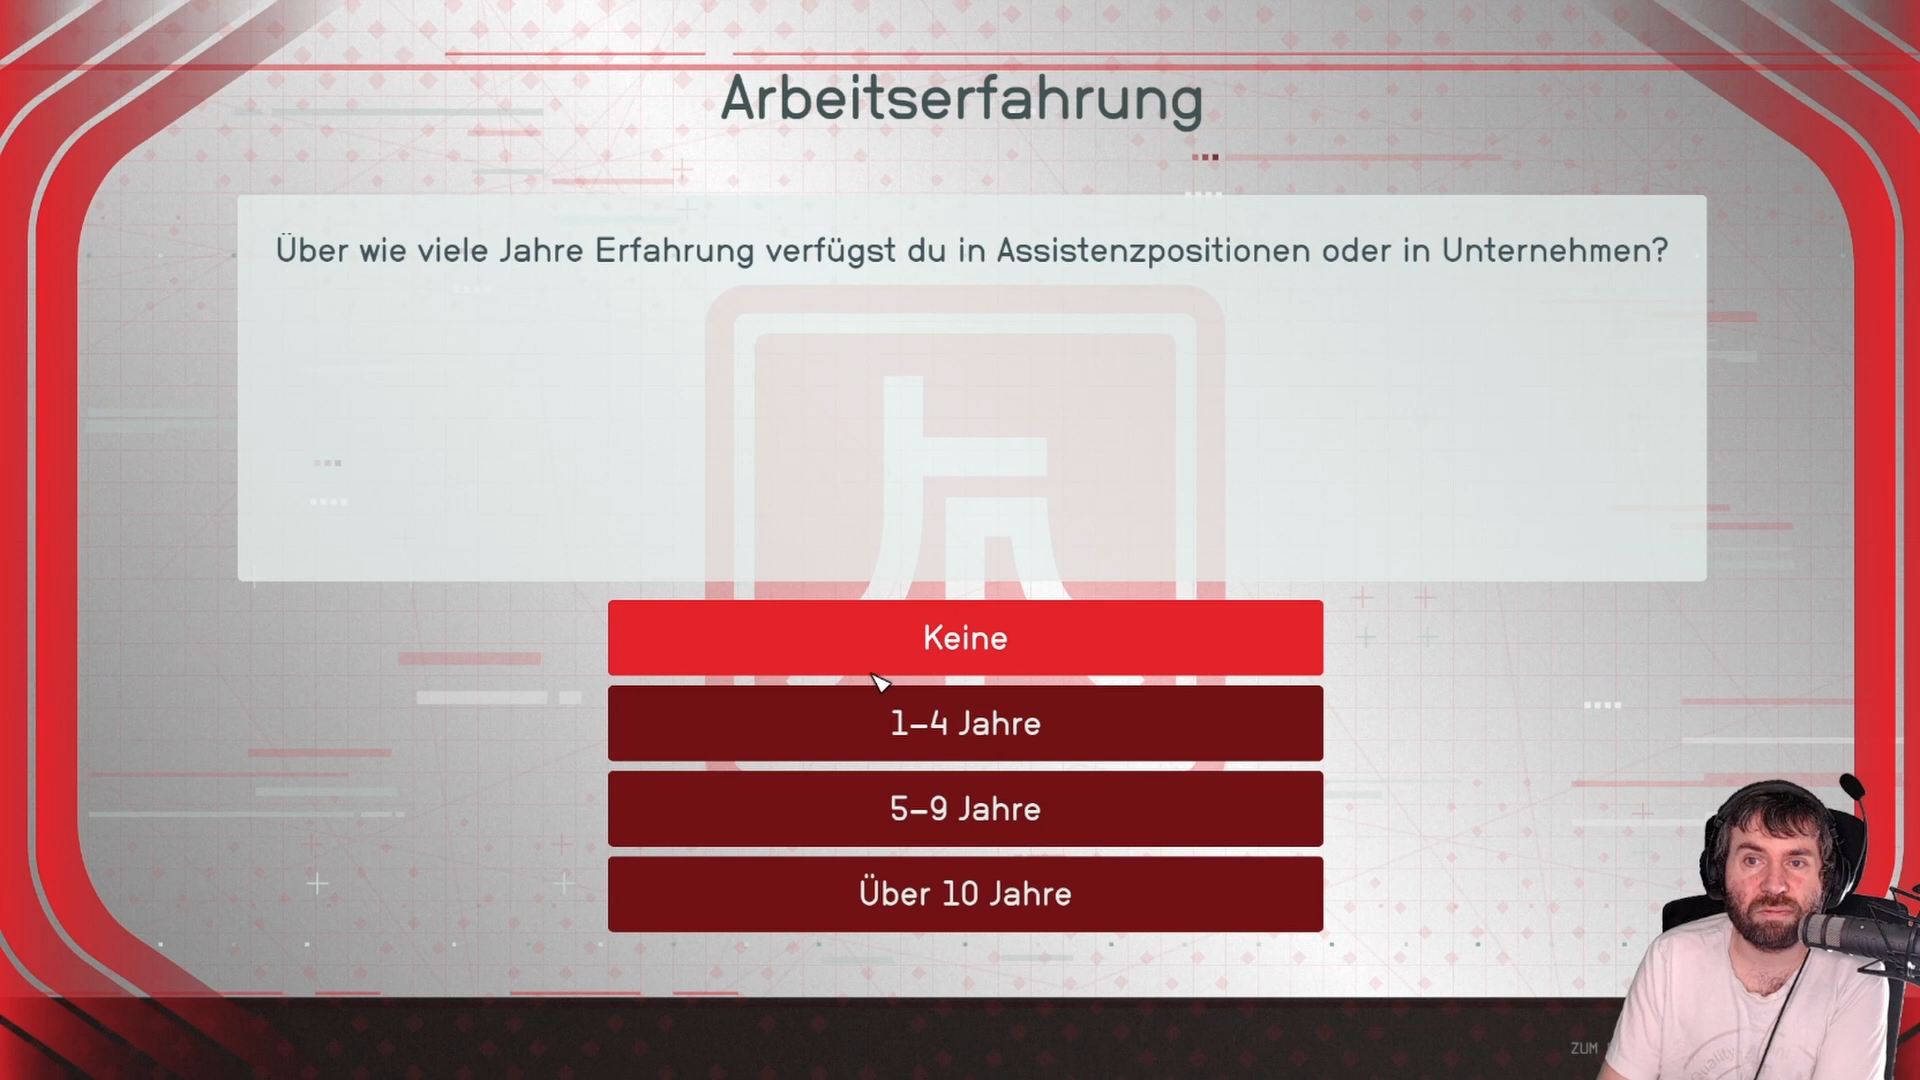 Arbeitserfahrung
Über wie viele Jahre Erfahrung verfügst du in Assistenzpositionen oder in Unternehmen?
Keine
1–4 Jahre
5–9 Jahre
Über 10 Jahre
ZUM